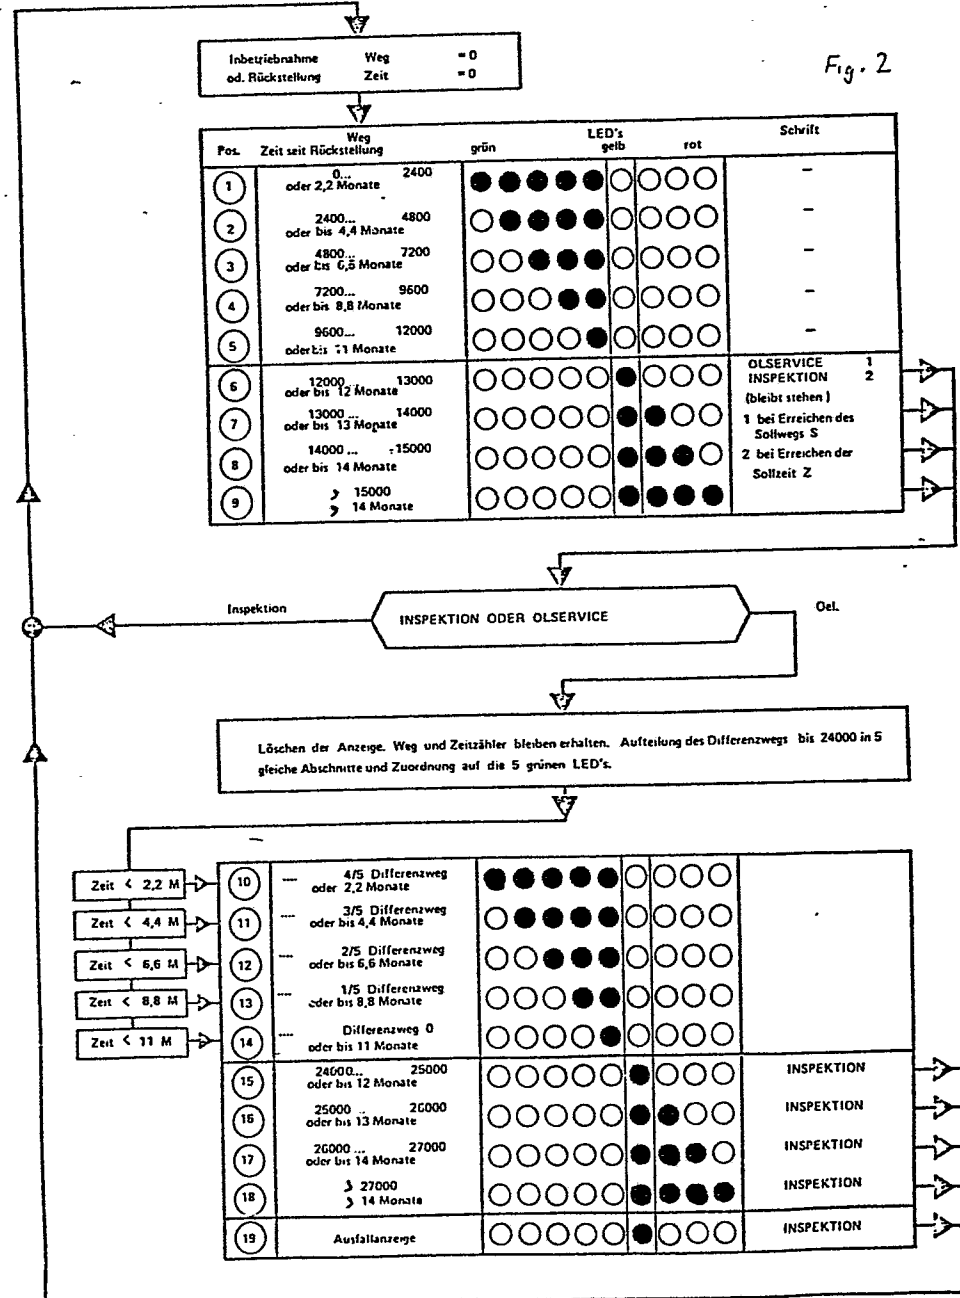 Fig. 2
Inbetriebnahme Weg = 0
od. Rückstellung Zeit = 0
Pos. Weg LED's Schrift
Zeit seit Rückstellung grün gelb rot
1 0... 2400 –
oder 2,2 Monate
2 2400... 4800 –
oder bis 4,4 Monate
3 4800... 7200 –
oder bis 6,6 Monate
4 7200... 9600 –
oder bis 8,8 Monate
5 9600... 12000 –
oder bis 11 Monate
6 12000... 13000
oder bis 12 Monate
7 13000... 14000
oder bis 13 Monate
8 14000... 15000
oder bis 14 Monate
9 > 15000
> 14 Monate
OLSERVICE 1
INSPEKTION 2
(bleibt stehen)
1 bei Erreichen des
Sollwegs S
2 bei Erreichen der
Sollzeit Z
Inspektion
INSPEKTION ODER OLSERVICE
Oel.
Löschen der Anzeige. Weg und Zeitzähler bleiben erhalten. Aufteilung des Differenzwegs bis 24000 in 5
gleiche Abschnitte und Zuordnung auf die 5 grünen LED's.
Zeit < 2,2 M
Zeit < 4,4 M
Zeit < 6,6 M
Zeit < 8,8 M
Zeit < 11 M
10 ---- 4/5 Differenzweg
oder 2,2 Monate
11 ---- 3/5 Differenzweg
oder bis 4,4 Monate
12 ---- 2/5 Differenzweg
oder bis 6,6 Monate
13 ---- 1/5 Differenzweg
oder bis 8,8 Monate
14 ---- Differenzweg 0
oder bis 11 Monate
15 24000... 25000 INSPEKTION
oder bis 12 Monate
16 25000 .. 26000 INSPEKTION
oder bis 13 Monate
17 26000 ... 27000 INSPEKTION
oder bis 14 Monate
18 > 27000 INSPEKTION
> 14 Monate
19 Ausfallanzeige INSPEKTION